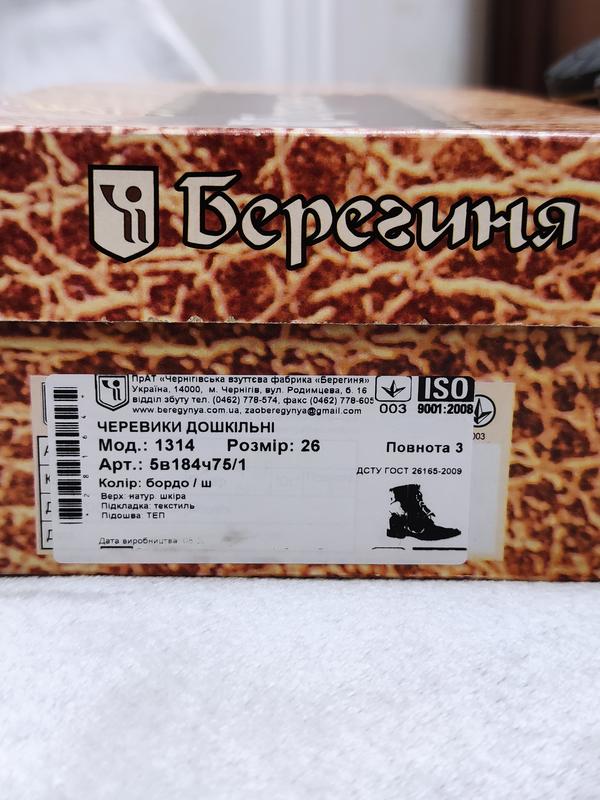 Берегиня
ПрАТ «Чернігівська взуттєва фабрика «Берегиня»
Україна, 14000, м. Чернігів, вул. Родимцева, б. 16
відділ збуту тел. (0462) 778-574, факс (0462) 778-605
www.beregynya.com.ua, zaoberegynya@gmail.com
003
ISO
9001:2008
003
ЧЕРЕВИКИ ДОШКІЛЬНІ
Мод.: 1314 Розмір: 26 Повнота 3
Арт.: 5в184ч75/1
ДСТУ ГОСТ 26165-2009
Колір: бордо / ш
Верх: натур. шкіра
Підкладка: текстиль
Підошва: ТЕП
Дата виробництва: